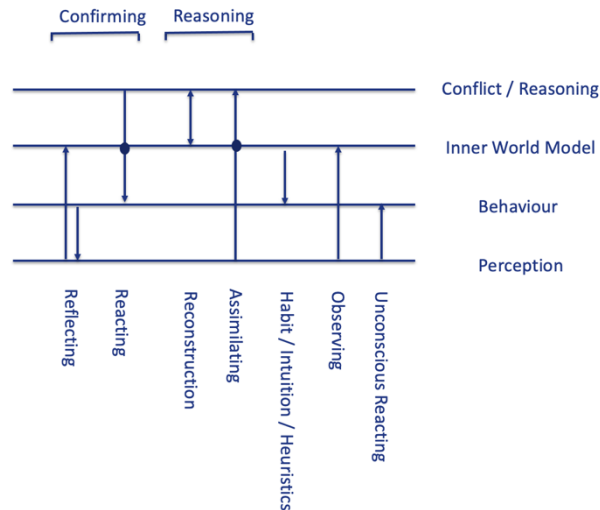 Confirming
Reasoning
Conflict / Reasoning
Inner World Model
Behaviour
Perception
Reflecting
Reacting
Reconstruction
Assimilating
Habit / Intuition / Heuristics
Observing
Unconscious Reacting